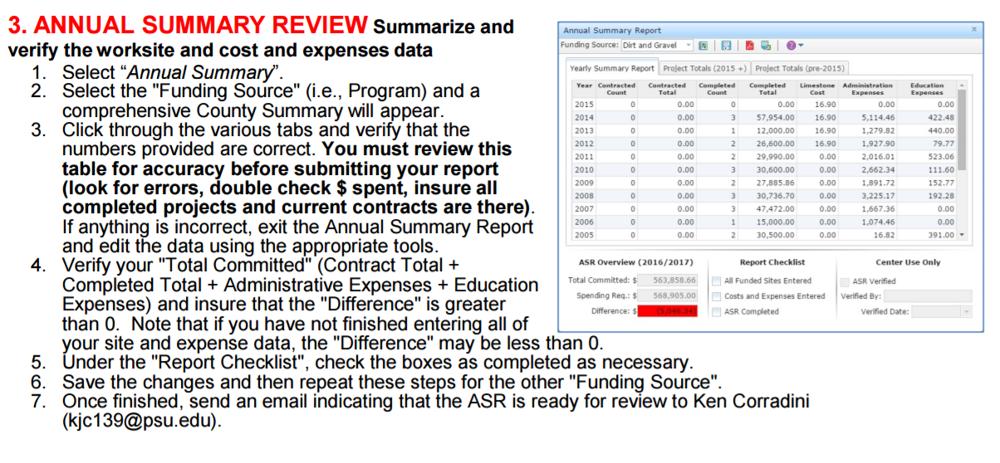 3. ANNUAL SUMMARY REVIEW Summarize and
verify the worksite and cost and expenses data
1. Select “Annual Summary”.
2. Select the "Funding Source" (i.e., Program) and a
comprehensive County Summary will appear.
3. Click through the various tabs and verify that the
numbers provided are correct. You must review this
table for accuracy before submitting your report
(look for errors, double check $ spent, insure all
completed projects and current contracts are there).
If anything is incorrect, exit the Annual Summary Report
and edit the data using the appropriate tools.
4. Verify your "Total Committed" (Contract Total +
Completed Total + Administrative Expenses + Education
Expenses) and insure that the "Difference" is greater
than 0. Note that if you have not finished entering all of
your site and expense data, the "Difference" may be less than 0.
5. Under the "Report Checklist", check the boxes as completed as necessary.
6. Save the changes and then repeat these steps for the other "Funding Source".
7. Once finished, send an email indicating that the ASR is ready for review to Ken Corradini
(kjc139@psu.edu).
Annual Summary Report x
Funding Source: Dirt and Gravel
Yearly Summary Report Project Totals (2015 +) Project Totals (pre-2015)
Year Contracted Contracted Completed Completed Limestone Administration Education
Count Total Count Total Cost Expenses Expenses
2015 0 0.00 0 0.00 16.90 0.00 0.00
2014 0 0.00 3 57,954.00 16.90 5,114.46 422.48
2013 0 0.00 1 12,000.00 16.90 1,279.82 440.00
2012 0 0.00 2 26,600.00 16.90 1,927.90 79.77
2011 0 0.00 2 29,990.00 0.00 2,016.01 523.06
2010 0 0.00 3 30,600.00 0.00 2,662.34 111.60
2009 0 0.00 2 27,885.86 0.00 1,891.72 152.77
2008 0 0.00 3 30,736.70 0.00 3,225.17 192.28
2007 0 0.00 3 47,472.00 0.00 1,667.36 0.00
2006 0 0.00 1 15,000.00 0.00 1,074.46 0.00
2005 0 0.00 2 30,500.00 0.00 16.82 391.00
ASR Overview (2016/2017) Report Checklist Center Use Only
Total Committed: $ 563,858.66 All Funded Sites Entered ASR Verified
Spending Req.: $ 568,905.00 Costs and Expenses Entered Verified By:
Difference: $ (5,046.34) ASR Completed Verified Date: